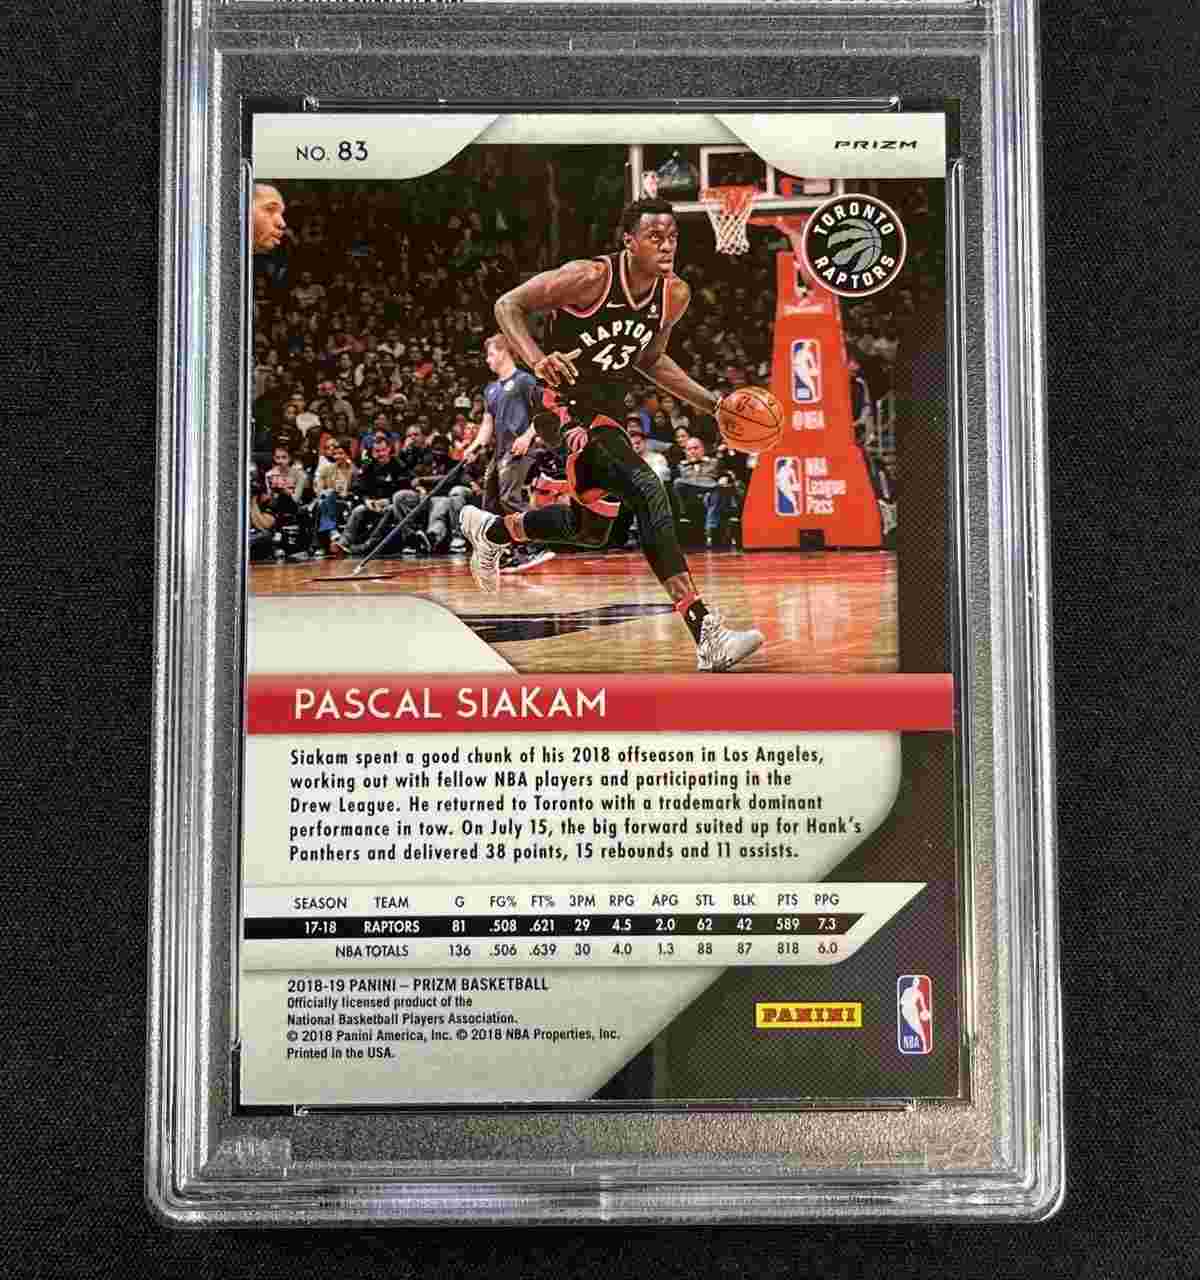 NO. 83
PRIZM
TORONTO
RAPTORS
RAPTO
43
@NBA
NBA
League
Pass
PASCAL SIAKAM
Siakam spent a good chunk of his 2018 offseason in Los Angeles,
working out with fellow NBA players and participating in the
Drew League. He returned to Toronto with a trademark dominant
performance in tow. On July 15, the big forward suited up for Hank's
Panthers and delivered 38 points, 15 rebounds and 11 assists.
SEASON TEAM G FG% FT% 3PM RPG APG STL BLK PTS PPG
17-18 RAPTORS 81 .508 .621 29 4.5 2.0 62 42 589 7.3
NBA TOTALS 136 .506 .639 30 4.0 1.3 88 87 818 6.0
2018-19 PANINI – PRIZM BASKETBALL
Officially licensed product of the
National Basketball Players Association.
© 2018 Panini America, Inc. © 2018 NBA Properties, Inc.
Printed in the USA.
PANINI
NBA